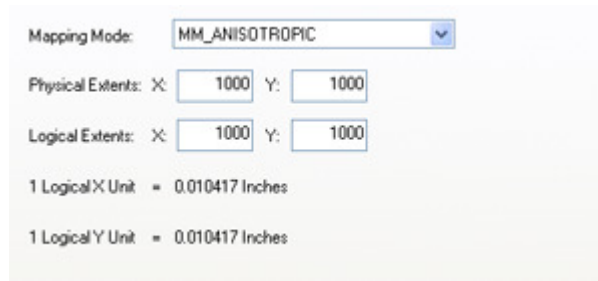 Mapping Mode: MM_ANISOTROPIC
Physical Extents: X: 1000 Y: 1000
Logical Extents: X: 1000 Y: 1000
1 Logical X Unit = 0.010417 Inches
1 Logical Y Unit = 0.010417 Inches